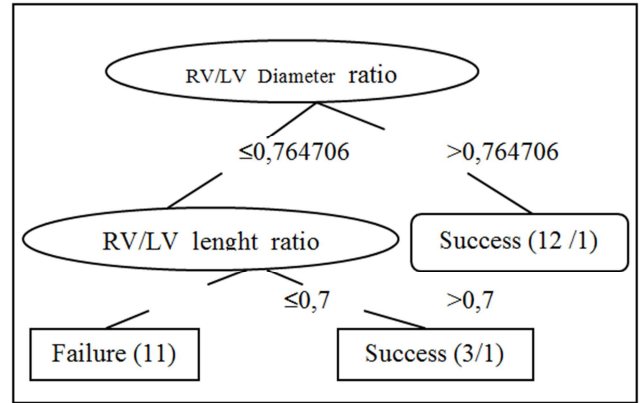 RV/LV Diameter ratio
≤0,764706 >0,764706
RV/LV lenght ratio Success (12 /1)
≤0,7 >0,7
Failure (11) Success (3/1)